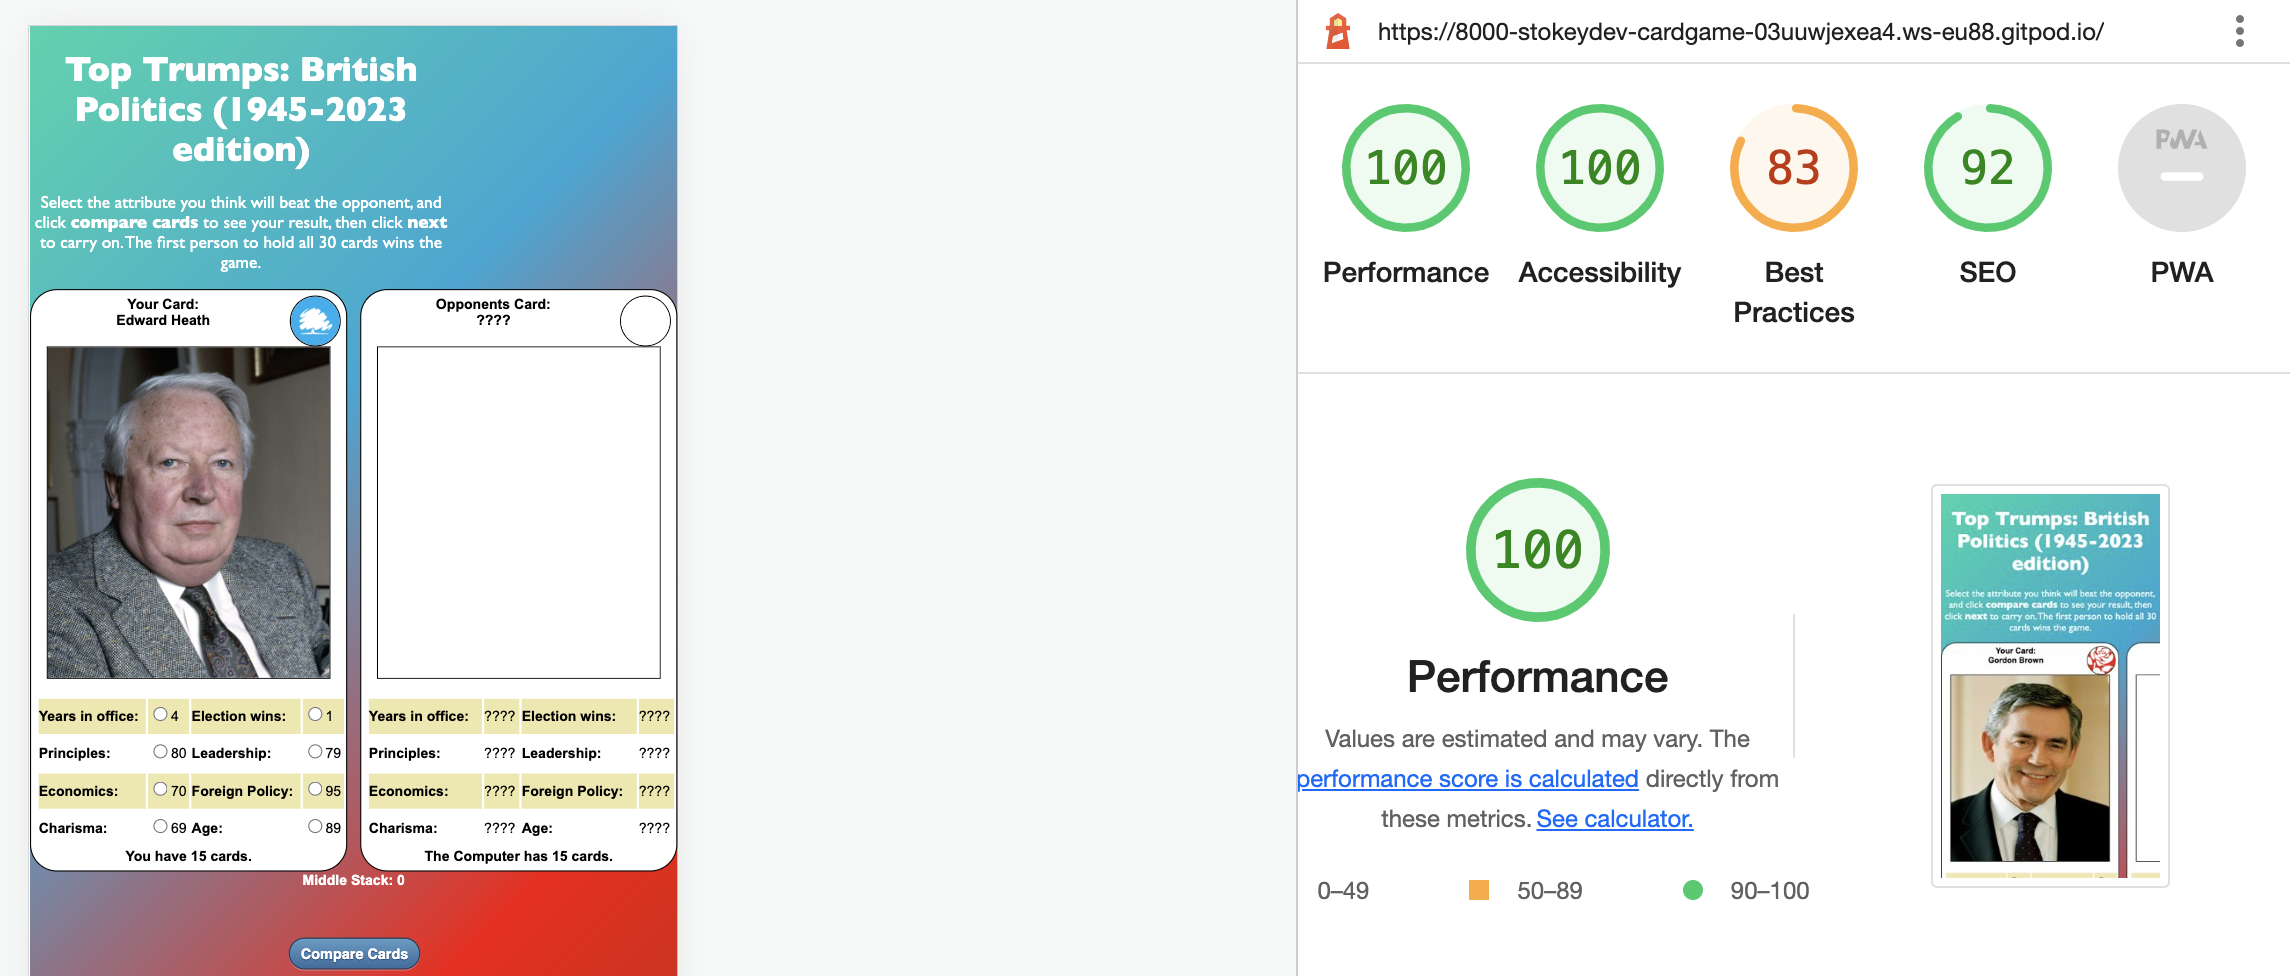 Top Trumps: British
Politics (1945-2023
edition)
Select the attribute you think will beat the opponent, and
click compare cards to see your result, then click next
to carry on. The first person to hold all 30 cards wins the
game.
Your Card:
Edward Heath
Years in office: 4 Election wins: 1
Principles: 80 Leadership: 79
Economics: 70 Foreign Policy: 95
Charisma: 69 Age: 89
You have 15 cards.
Opponents Card:
????
Years in office: ???? Election wins: ????
Principles: ???? Leadership: ????
Economics: ???? Foreign Policy: ????
Charisma: ???? Age: ????
The Computer has 15 cards.
Middle Stack: 0
Compare Cards
https://8000-stokeydev-cardgame-03uuwjexea4.ws-eu88.gitpod.io/
100 100 83 92 PWA
Performance Accessibility Best Practices SEO PWA
100
Performance
Values are estimated and may vary. The
performance score is calculated directly from
these metrics. See calculator.
0–49 50–89 90–100
Top Trumps: British
Politics (1945-2023
edition)
Select the attribute you think will beat the opponent,
and click compare cards to see your result, then
click next to carry on. The first person to hold all 30
cards wins the game.
Your Card:
Gordon Brown